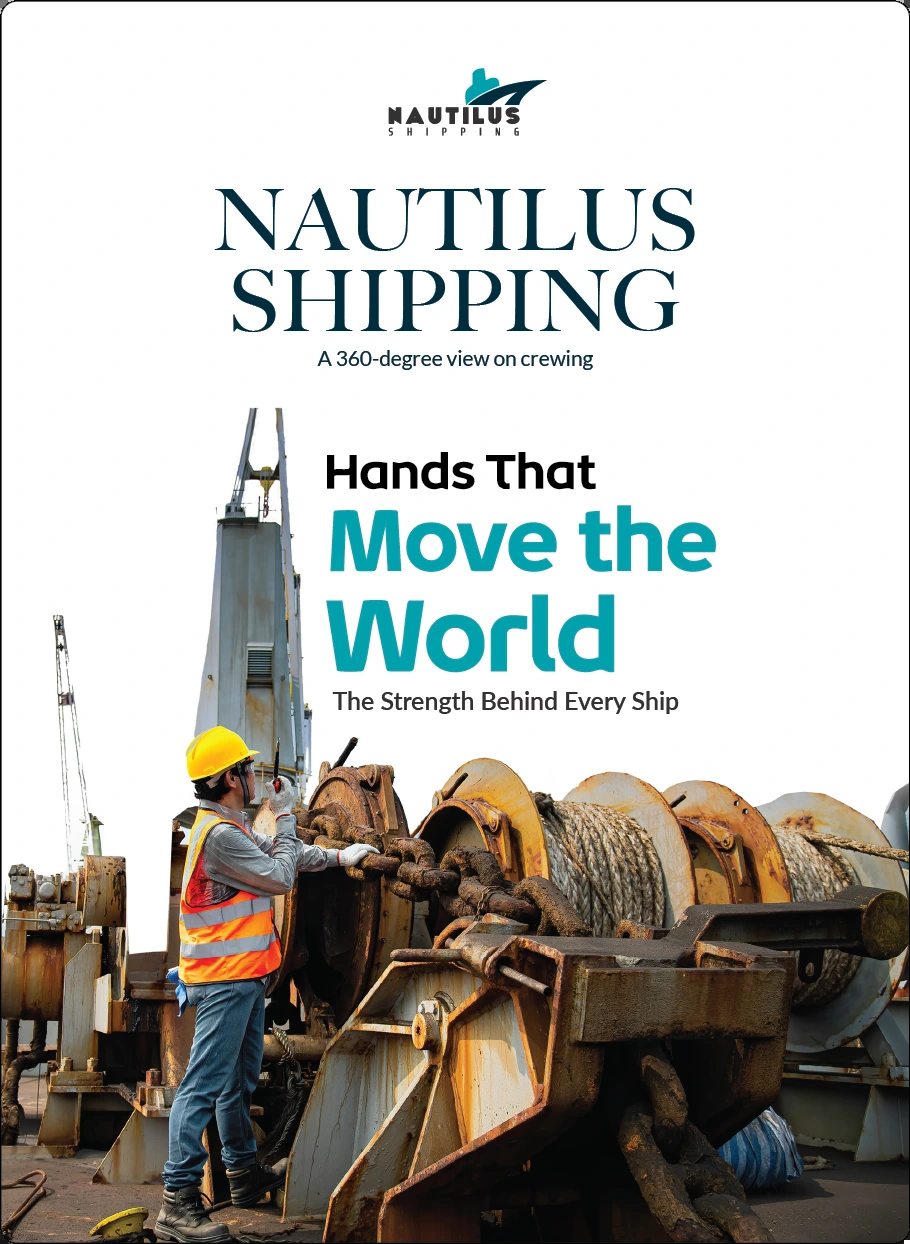 NAUTILUS
SHIPPING
NAUTILUS
SHIPPING
A 360-degree view on crewing
Hands That
Move the
World
The Strength Behind Every Ship